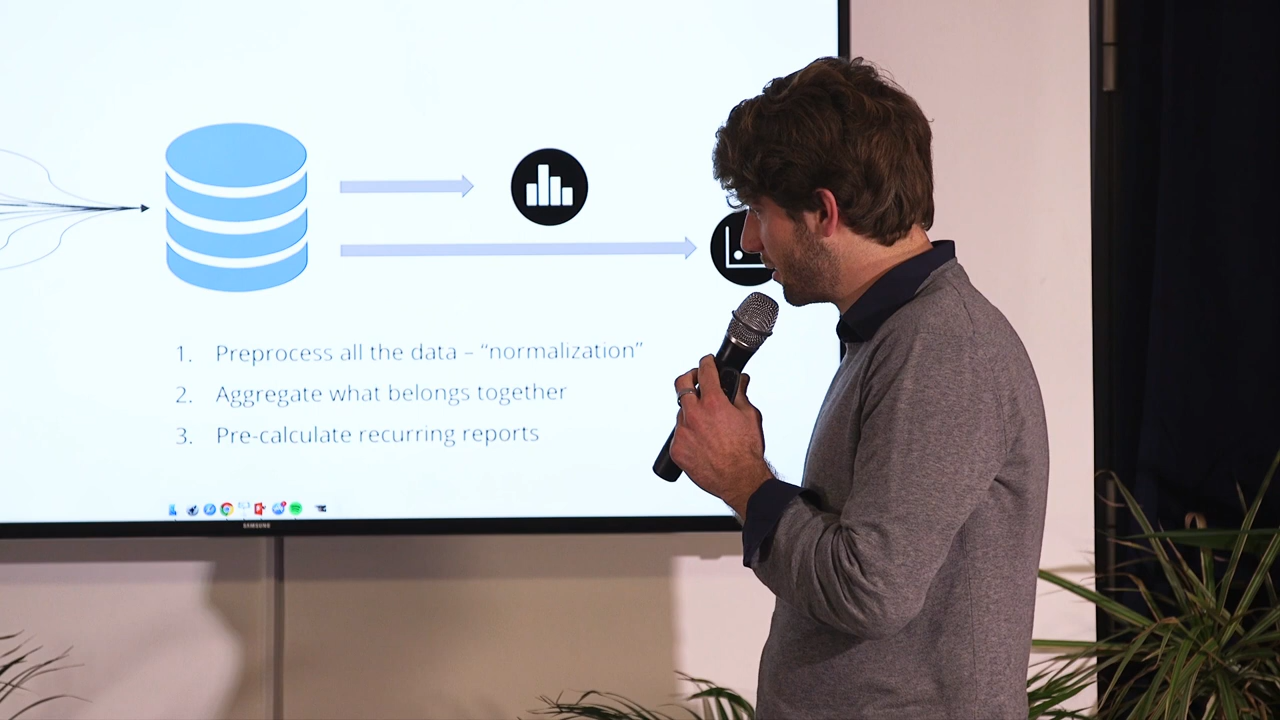 1. Preprocess all the data – “normalization”
2. Aggregate what belongs together
3. Pre-calculate recurring reports
SAMSUNG